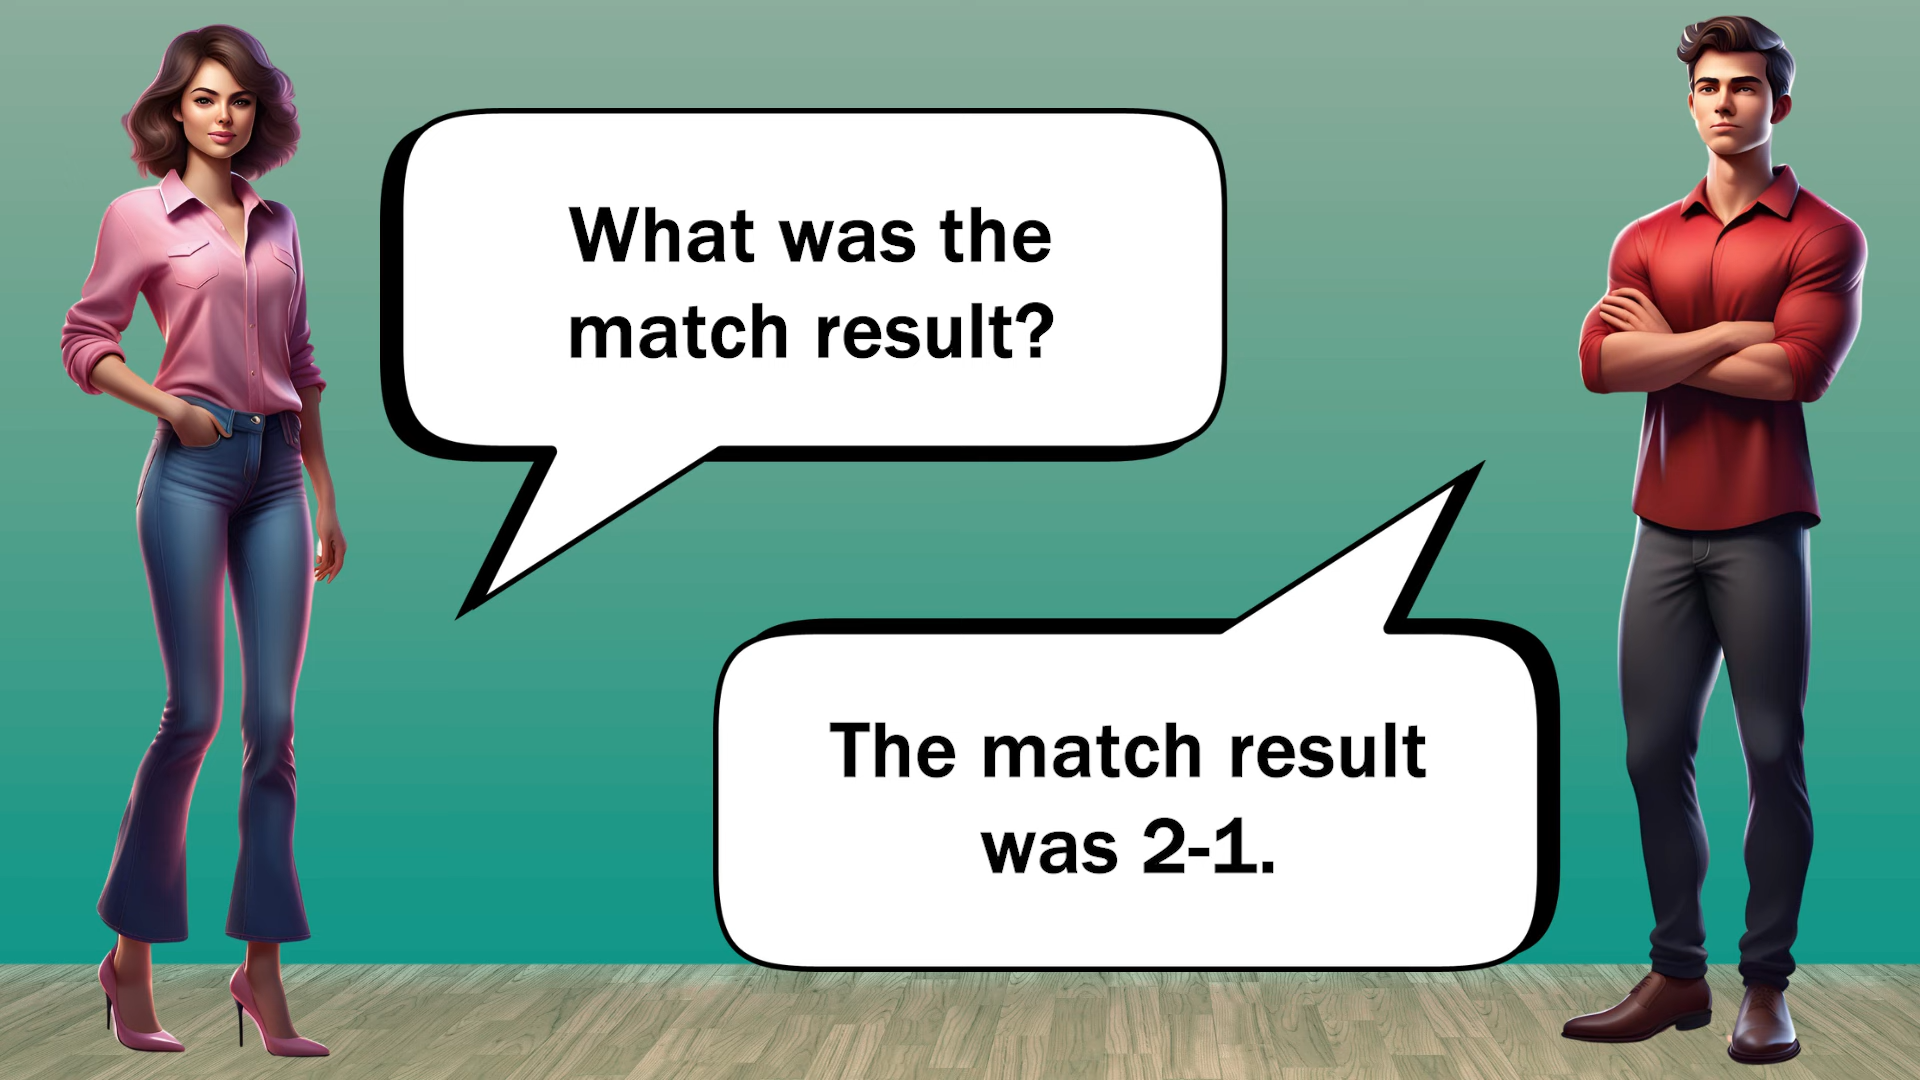 What was the
match result?
The match result
was 2-1.